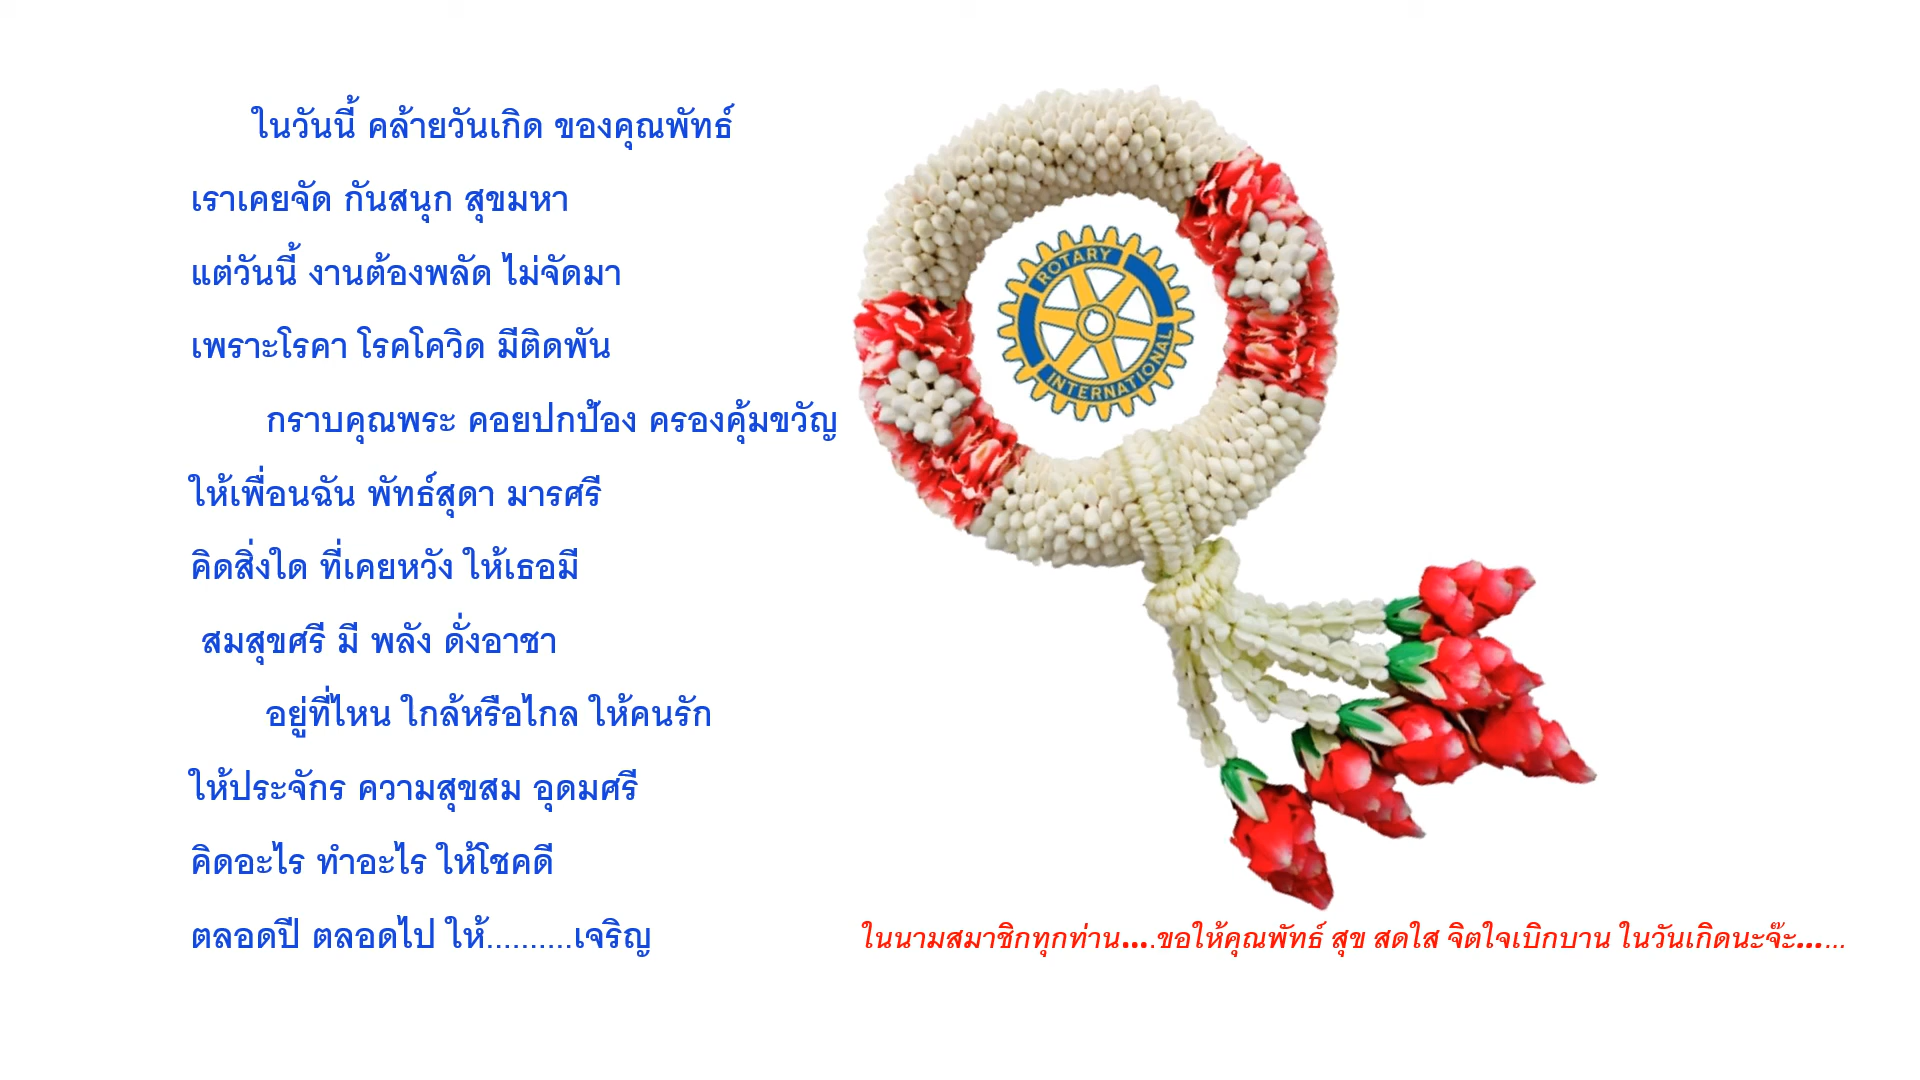 ในวันนี้ คล้ายวันเกิด ของคุณพัทธ์
เราเคยจัด กันสนุก สุขมหา
แต่วันนี้ งานต้องพลัด ไม่จัดมา
เพราะโรคา โรคโควิด มีติดพัน
กราบคุณพระ คอยปกป้อง ครองคุ้มขวัญ
ให้เพื่อนฉัน พัทธ์สุดา มารศรี
คิดสิ่งใด ที่เคยหวัง ให้เธอมี
สมสุขศรี มี พลัง ดั่งอาชา
อยู่ที่ไหน ใกล้หรือไกล ให้คนรัก
ให้ประจักร ความสุขสม อุดมศรี
คิดอะไร ทำอะไร ให้โชคดี
ตลอดปี ตลอดไป ให้..........เจริญ
ROTARY
INTERNATIONAL
ในนามสมาชิกทุกท่าน....ขอให้คุณพัทธ์ สุข สดใส จิตใจเบิกบาน ในวันเกิดนะจ๊ะ......